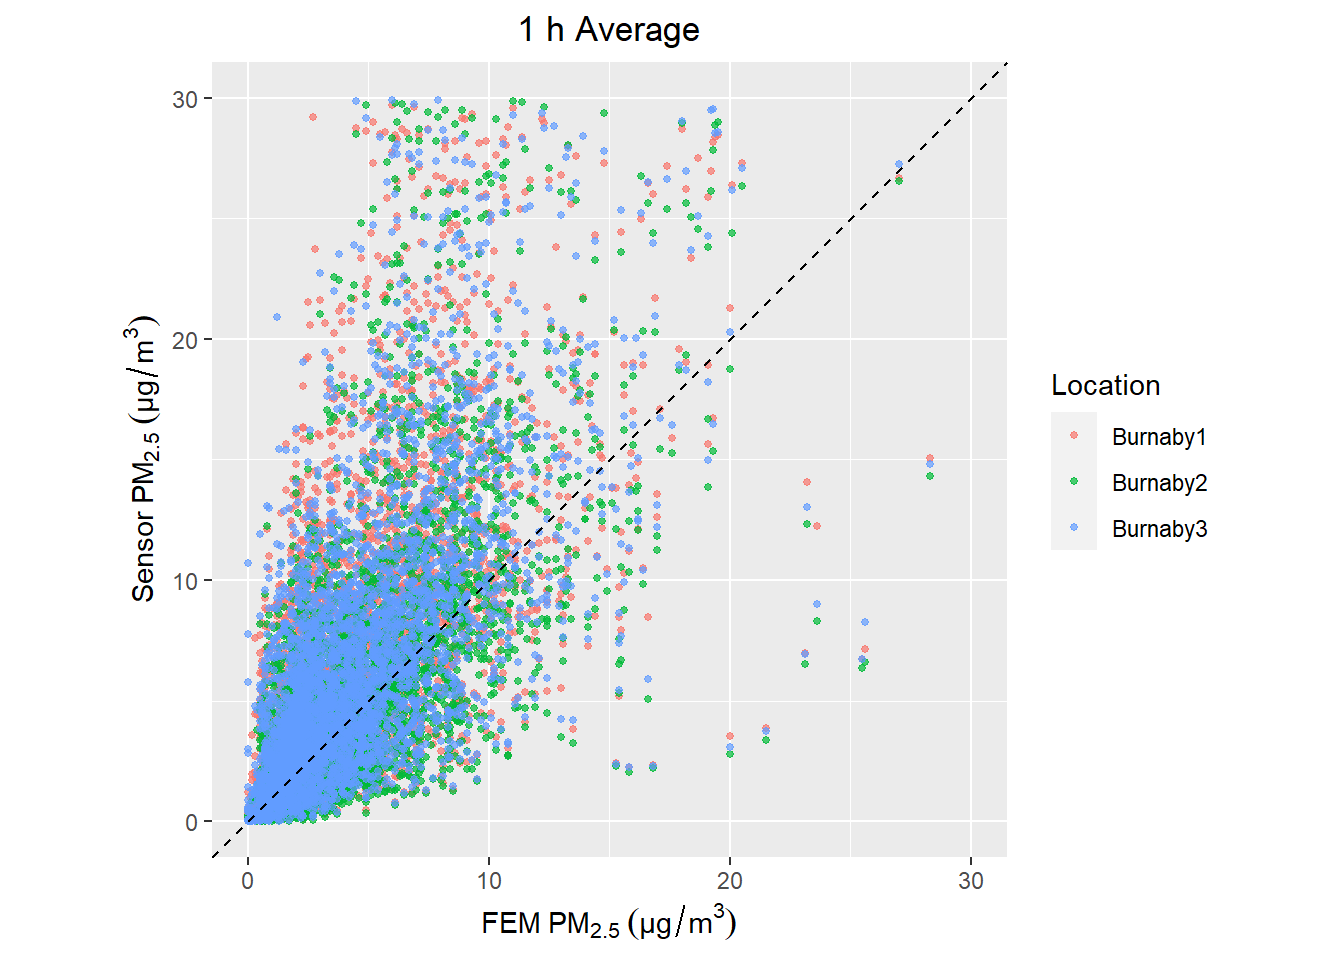 1 h Average
30
20
10
0
Sensor PM2.5 (µg/m3)
0 10 20 30
FEM PM2.5 (µg/m3)
Location
Burnaby1
Burnaby2
Burnaby3